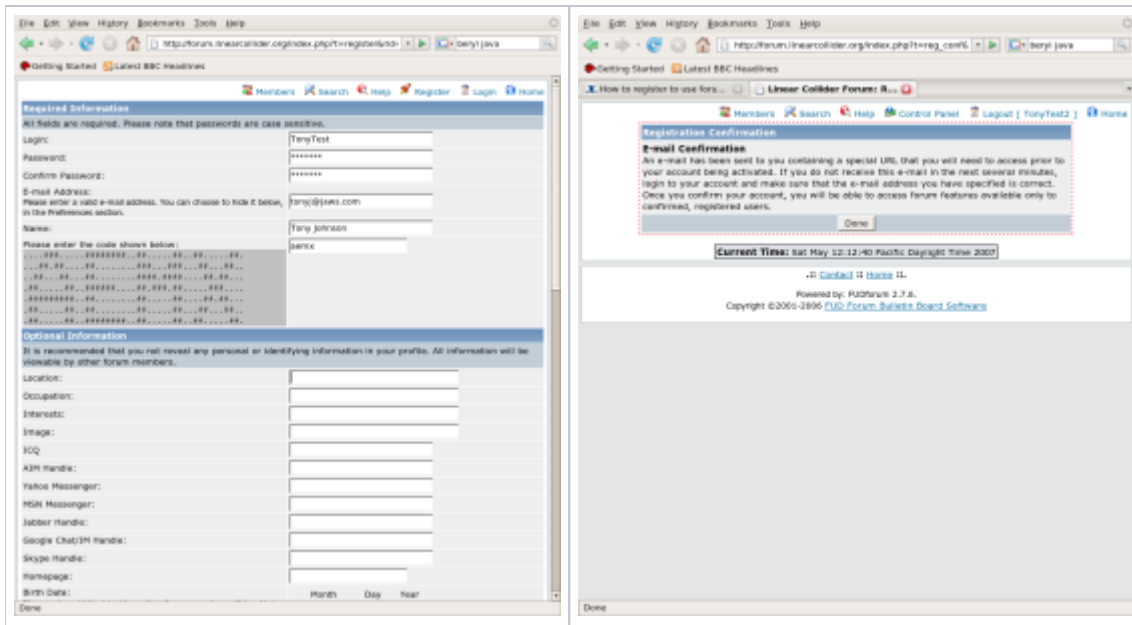 File Edit View History Bookmarks Tools Help
http://forum.linearcollider.org/index.php?t=register&rid= beryl java
Getting Started Latest BBC Headlines
Members Search Help Register Login Home
Required Information
All fields are required. Please note that passwords are case sensitive.
Login: TonyTest
Password: *******
Confirm Password: *******
E-mail Address:
Please enter a valid e-mail address. You can choose to hide it below, in the Preferences section.
Name: Tony Johnson
Please enter the code shown below:
Optional Information
It is recommended that you not reveal any personal or identifying information in your profile. All information will be
viewable by other forum members.
Location:
Occupation:
Interests:
Image:
ICQ
AIM Handle:
Yahoo Messenger:
MSN Messenger:
Jabber Handle:
Google Chat/IM Handle:
Skype Handle:
Homepage:
Birth Date: Month Day Year
Done
File Edit View History Bookmarks Tools Help
http://forum.linearcollider.org/index.php?t=reg_conf& beryl java
Getting Started Latest BBC Headlines
How to register to use foru... Linear Collider Forum: R...
Members Search Help Control Panel Logout [ TonyTest2 ] Home
Registration Confirmation
E-mail Confirmation
An e-mail has been sent to you containing a special URL that you will need to access prior to
your account being activated. If you do not receive this e-mail in the next several minutes,
login to your account and make sure that the e-mail address you have specified is correct.
Once you confirm your account, you will be able to access forum features available only to
confirmed, registered users.
Done
Current Time: Sat May 12:12:40 Pacific Daylight Time 2007
.:: Contact :: Home ::.
Powered by: FUDforum 2.7.6.
Copyright ©2001-2006 FUD Forum Bulletin Board Software
Done